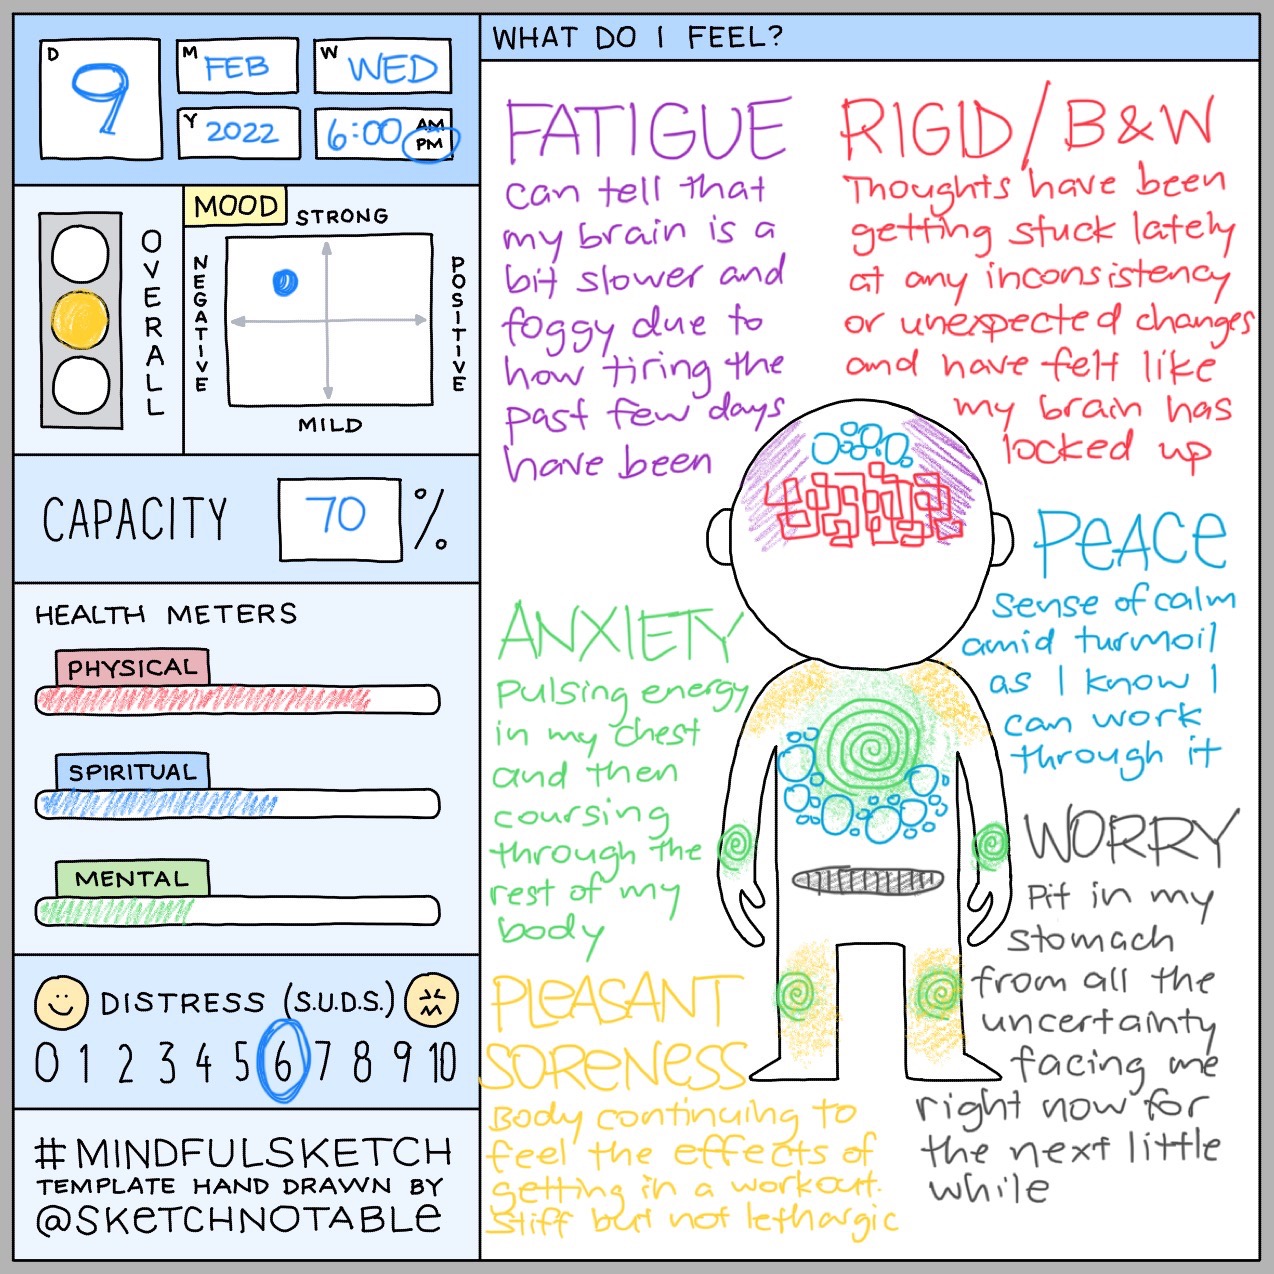 D
9
M
FEB
W
WED
Y
2022
6:00 AM
PM
OVERALL
MOOD
STRONG
NEGATIVE
POSITIVE
MILD
CAPACITY 70 %
HEALTH METERS
PHYSICAL
SPIRITUAL
MENTAL
DISTRESS (S.U.D.S.)
0 1 2 3 4 5 6 7 8 9 10
#MINDFULSKETCH
TEMPLATE HAND DRAWN BY
@SKETCHNOTABLE
WHAT DO I FEEL?
FATIGUE
can tell that
my brain is a
bit slower and
foggy due to
how tiring the
past few days
have been
RIGID/B&W
Thoughts have been
getting stuck lately
at any inconsistency
or unexpected changes
and have felt like
my brain has
locked up
PEACE
sense of calm
amid turmoil
as I know I
can work
through it
ANXIETY
pulsing energy
in my chest
and then
coursing
through the
rest of my
body
WORRY
Pit in my
stomach
from all the
uncertainty
facing me
right now for
the next little
while
PLEASANT
SORENESS
Body continuing to
feel the effects of
getting in a workout.
Stiff but not lethargic